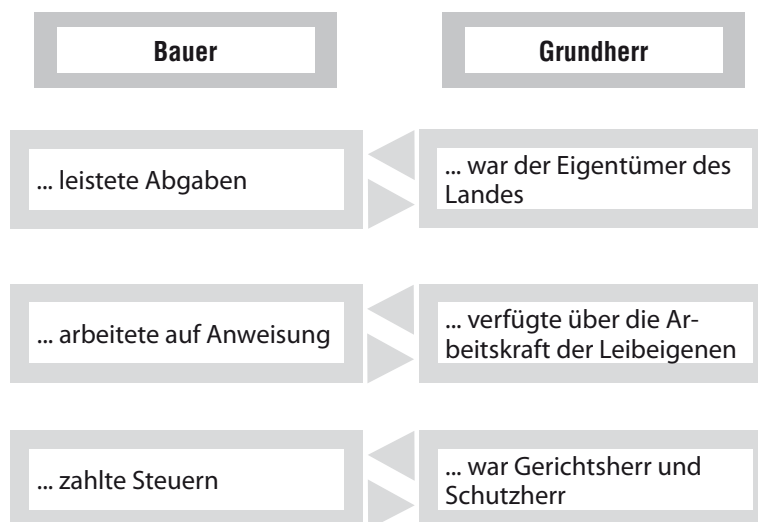 Bauer
Grundherr
... leistete Abgaben
... war der Eigentümer des
Landes
... arbeitete auf Anweisung
... verfügte über die Ar-
beitskraft der Leibeigenen
... zahlte Steuern
... war Gerichtsherr und
Schutzherr